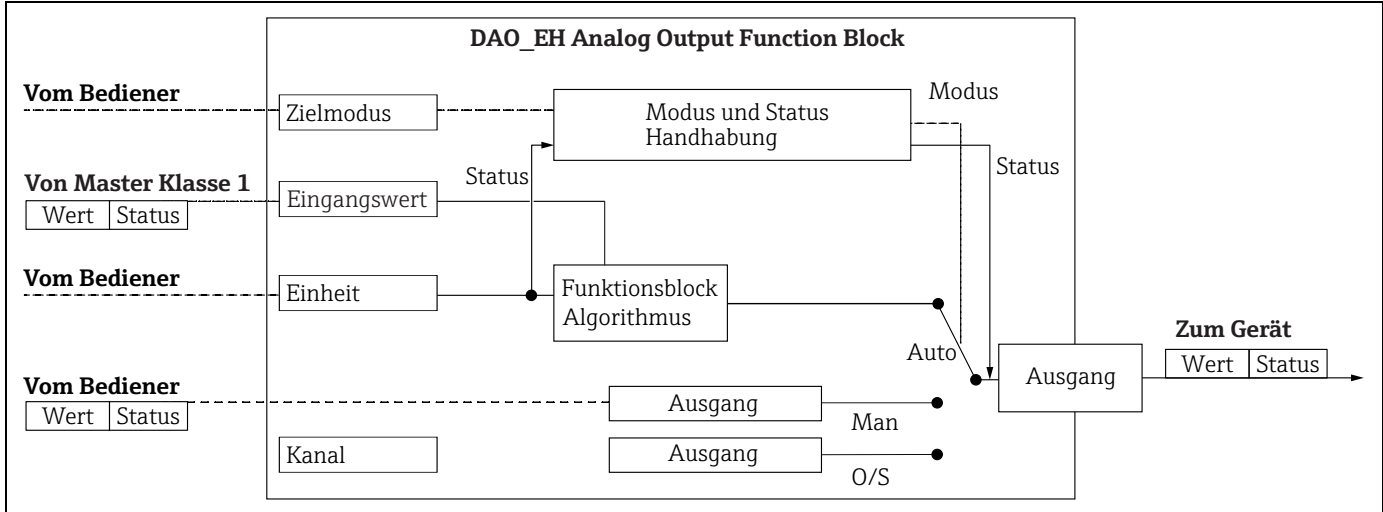 DAO_EH Analog Output Function Block
Vom Bediener
Zielmodus
Modus und Status
Handhabung
Modus
Status
Von Master Klasse 1
Wert Status
Eingangswert
Status
Vom Bediener
Einheit
Funktionsblock
Algorithmus
Auto
Ausgang
Zum Gerät
Wert Status
Vom Bediener
Wert Status
Ausgang
Man
Kanal
Ausgang
O/S